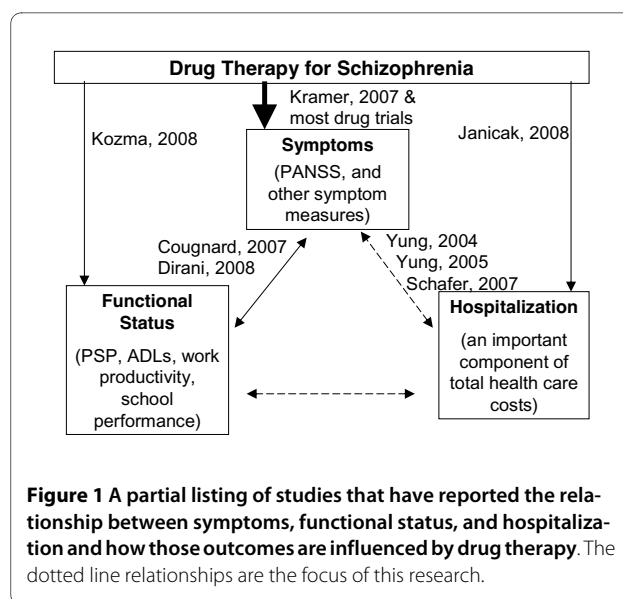 Drug Therapy for Schizophrenia
Kramer, 2007 &
most drug trials
Kozma, 2008
Janicak, 2008
Symptoms
(PANSS, and
other symptom
measures)
Cougnard, 2007
Dirani, 2008
Yung, 2004
Yung, 2005
Schafer, 2007
Functional
Status
(PSP, ADLs, work
productivity,
school
performance)
Hospitalization
(an important
component of
total health care
costs)
Figure 1 A partial listing of studies that have reported the rela-
tionship between symptoms, functional status, and hospitaliza-
tion and how those outcomes are influenced by drug therapy. The
dotted line relationships are the focus of this research.